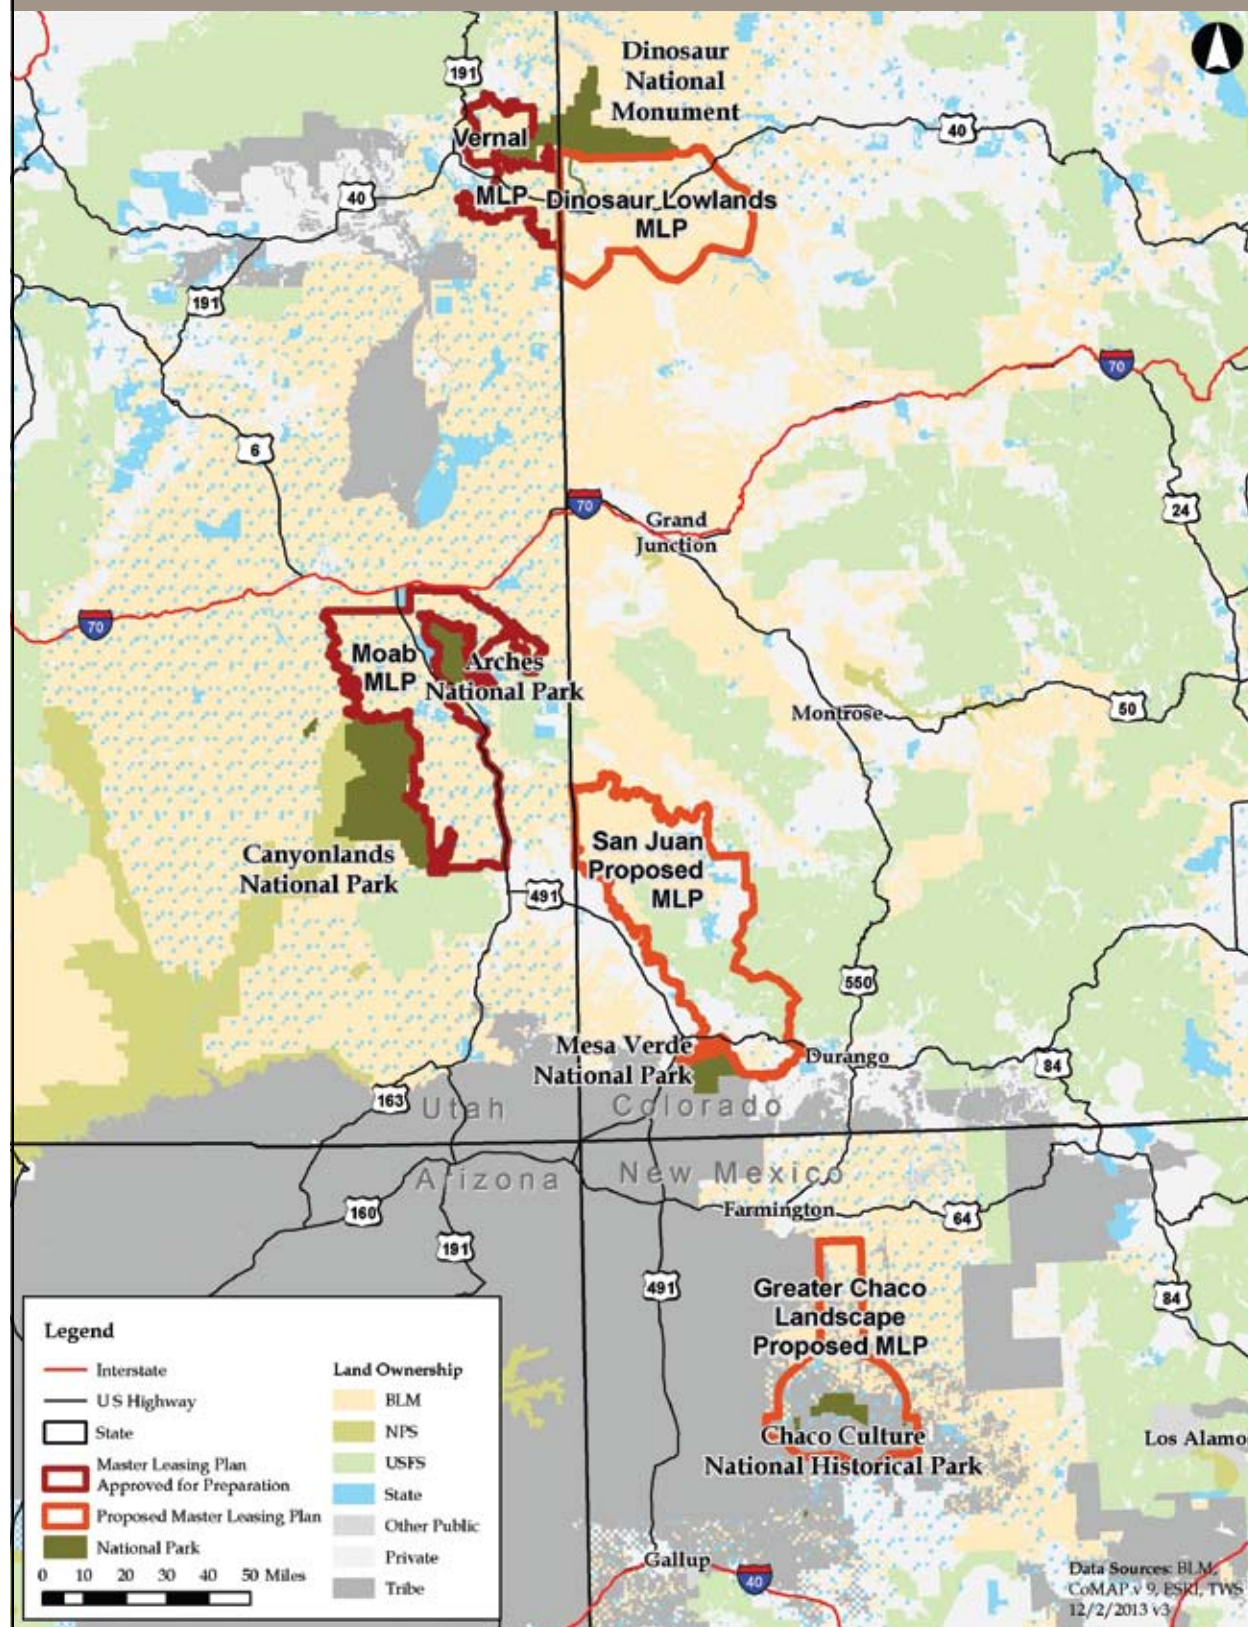 191
Dinosaur
National
Monument
40
Vernal
MLP
40
Dinosaur Lowlands
MLP
191
70
6
70
Grand
Junction
24
70
Moab
MLP
Arches
National Park
Montrose
50
San Juan
Proposed
MLP
Canyonlands
National Park
491
550
Mesa Verde
National Park
Durango
84
163
Utah
Colorado
Arizona
New Mexico
160
Farmington
64
191
491
Greater Chaco
Landscape
Proposed MLP
84
Chaco Culture
National Historical Park
Los Alamo
Gallup
40
Legend
Interstate
US Highway
State
Master Leasing Plan
Approved for Preparation
Proposed Master Leasing Plan
National Park
0 10 20 30 40 50 Miles
Land Ownership
BLM
NPS
USFS
State
Other Public
Private
Tribe
Data Sources: BLM,
CoMAP v 9, ESRI, TWS
12/2/2013 v3